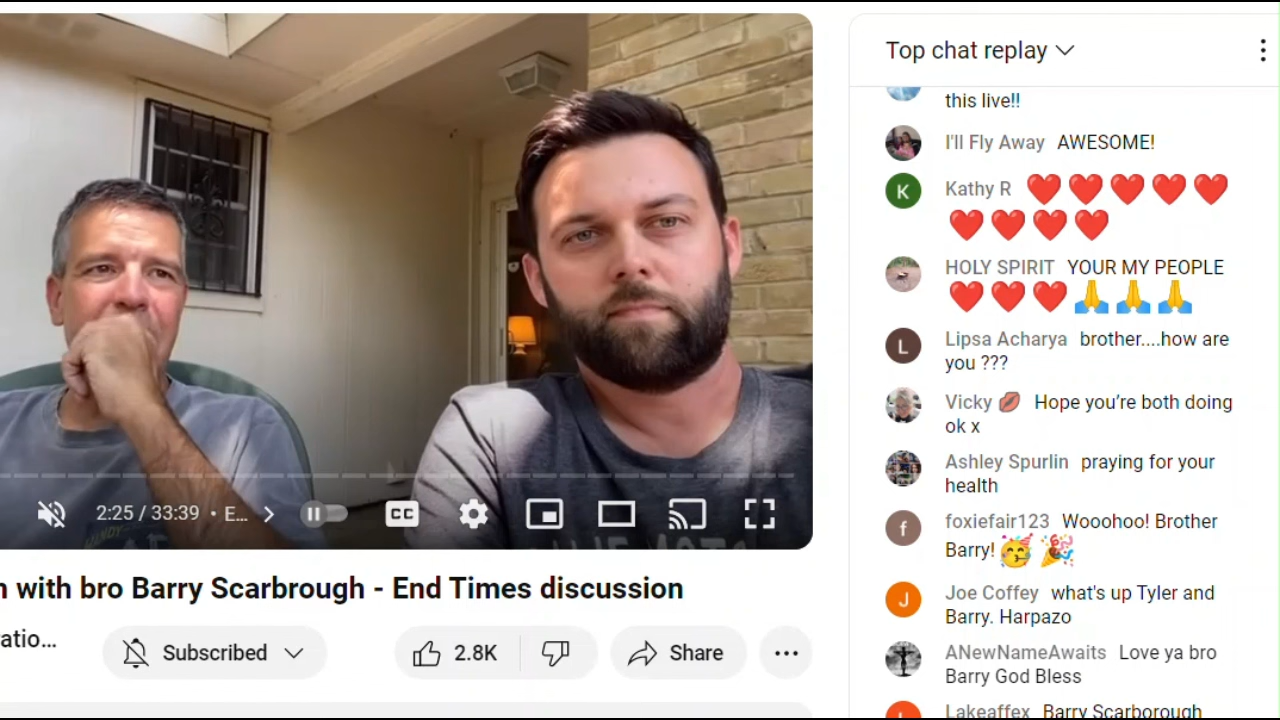 Top chat replay
this live!!
I'll Fly Away AWESOME!
Kathy R ❤️❤️❤️❤️❤️
❤️❤️❤️❤️
HOLY SPIRIT YOUR MY PEOPLE
❤️❤️❤️🙏🙏🙏
K
Lipsa Acharya brother....how are
you ???
L
Vicky 💋 Hope you’re both doing
ok x
Ashley Spurlin praying for your
health
foxiefair123 Wooohoo! Brother
Barry!🥳🎉
f
Joe Coffey what's up Tyler and
Barry. Harpazo
J
ANewNameAwaits Love ya bro
Barry God Bless
Lakeaffex Barry Scarborough
2:25 / 33:39 • E... CC
n with bro Barry Scarbrough - End Times discussion
atio...
Subscribed
2.8K
Share